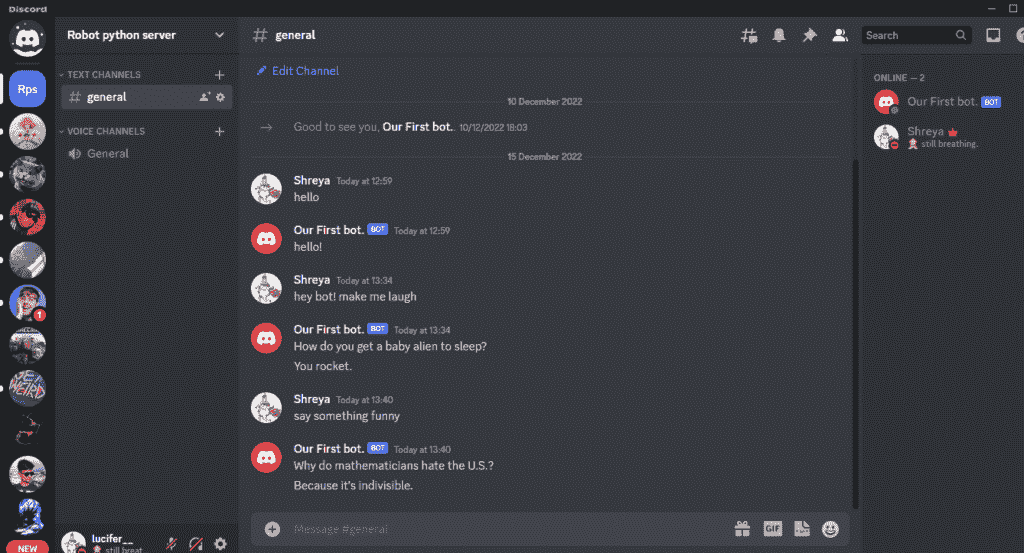 Discord
Robot python server
general
Search
TEXT CHANNELS
general
VOICE CHANNELS
General
Rps
1
NEW
lucifer__
still breat...
Edit Channel
10 December 2022
Good to see you, Our First bot. 10/12/2022 18:03
15 December 2022
Shreya Today at 12:59
hello
Our First bot. BOT Today at 12:59
hello!
Shreya Today at 13:34
hey bot! make me laugh
Our First bot. BOT Today at 13:34
How do you get a baby alien to sleep?
You rocket.
Shreya Today at 13:40
say something funny
Our First bot. BOT Today at 13:40
Why do mathematicians hate the U.S.?
Because it's indivisible.
Message #general
GIF
ONLINE — 2
Our First bot. BOT
Shreya
still breathing.